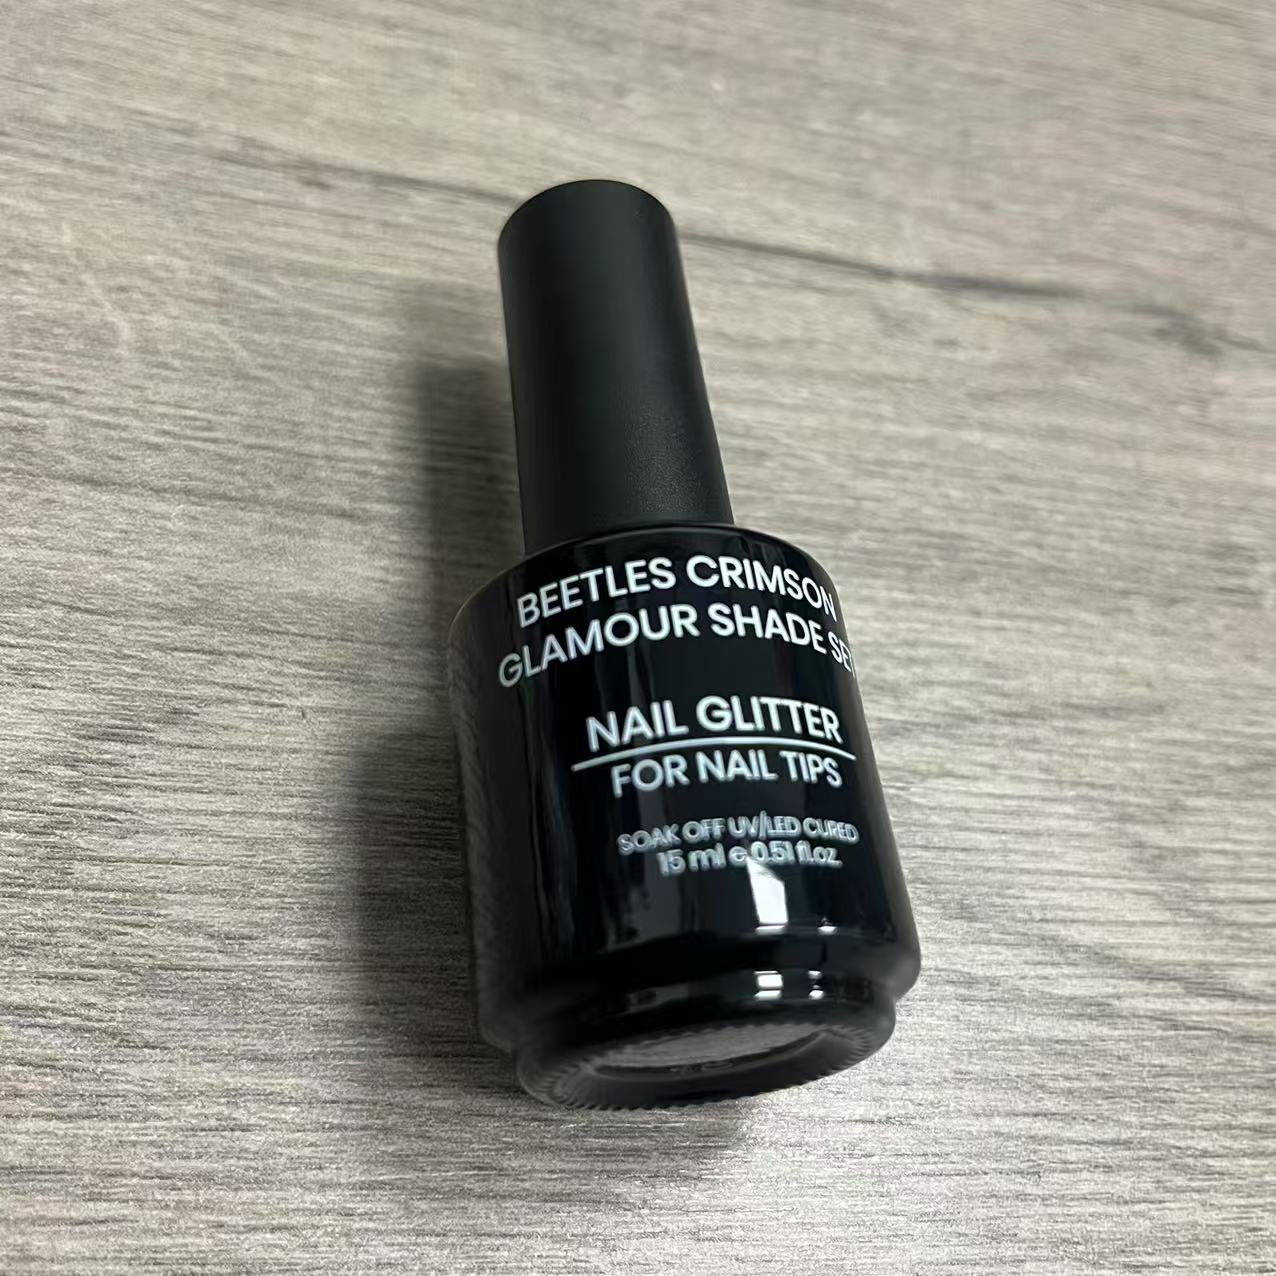 BEETLES CRIMSON
GLAMOUR SHADE SET
NAIL GLITTER
FOR NAIL TIPS
SOAK OFF UV/LED CURED
15 ml e 0.51 fl.oz.